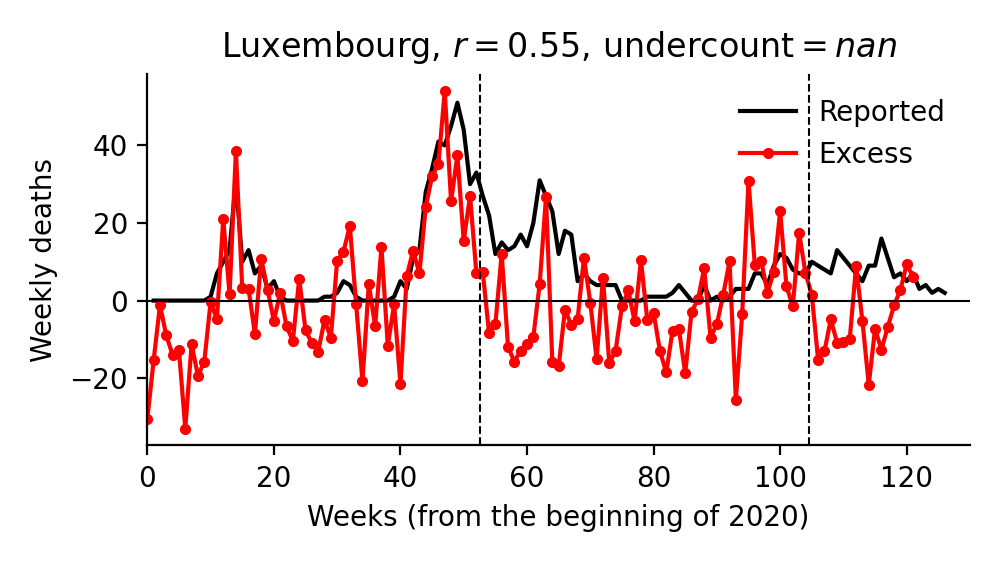 Luxembourg, r = 0.55, undercount = nan
Reported
Excess
Weekly deaths
40
20
0
−20
0 20 40 60 80 100 120
Weeks (from the beginning of 2020)